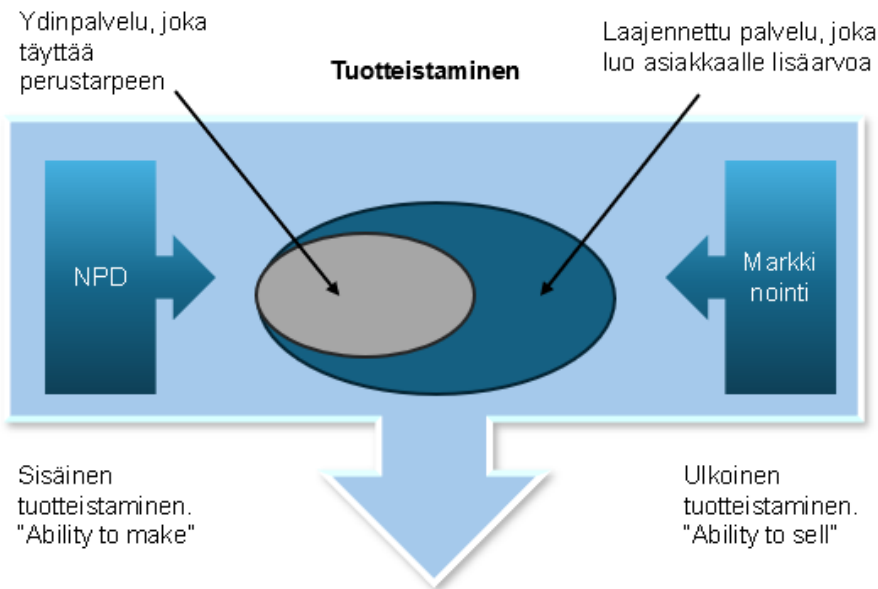 Ydinpalvelu, joka
täyttää
perustarpeen
Tuotteistaminen
Laajennettu palvelu, joka
luo asiakkaalle lisäarvoa
NPD
Markki
nointi
Sisäinen
tuotteistaminen.
"Ability to make"
Ulkoinen
tuotteistaminen.
"Ability to sell"